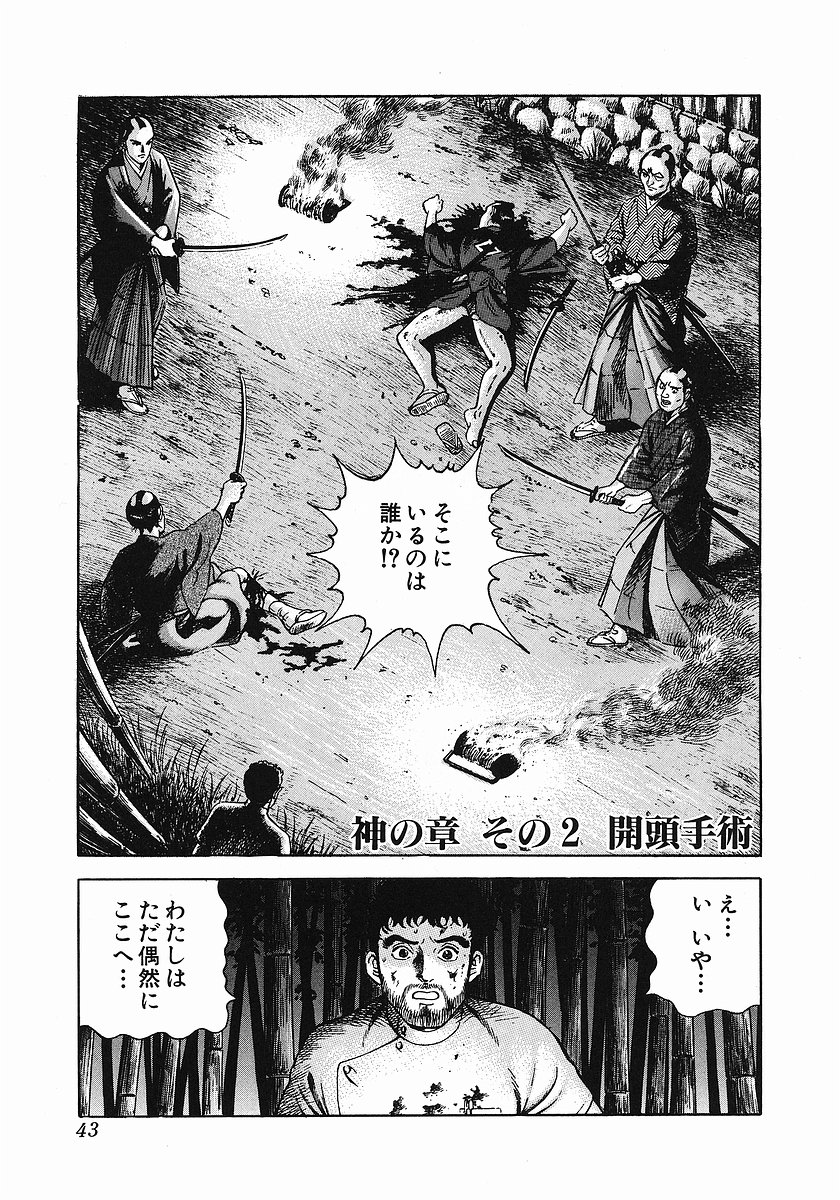 そこに
いるのは
誰か!?
神の章 その2 開頭手術
え…
い いや…
わたしは
ただ偶然に
ここへ…
43